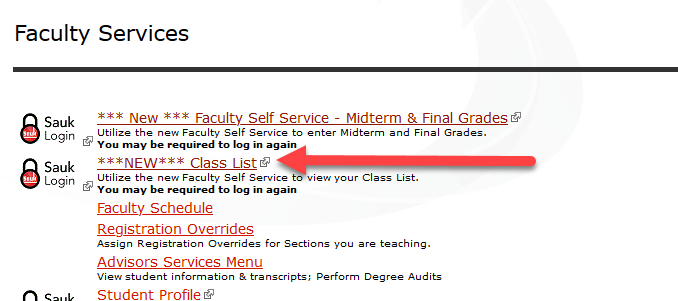 Faculty Services
Sauk
Login
*** New *** Faculty Self Service - Midterm & Final Grades
Utilize the new Faculty Self Service to enter Midterm and Final Grades.
You may be required to log in again
Sauk
Login
***NEW*** Class List
Utilize the new Faculty Self Service to view your Class List.
You may be required to log in again
Faculty Schedule
Registration Overrides
Assign Registration Overrides for Sections you are teaching.
Advisors Services Menu
View student information & transcripts; Perform Degree Audits
Sauk
Student Profile